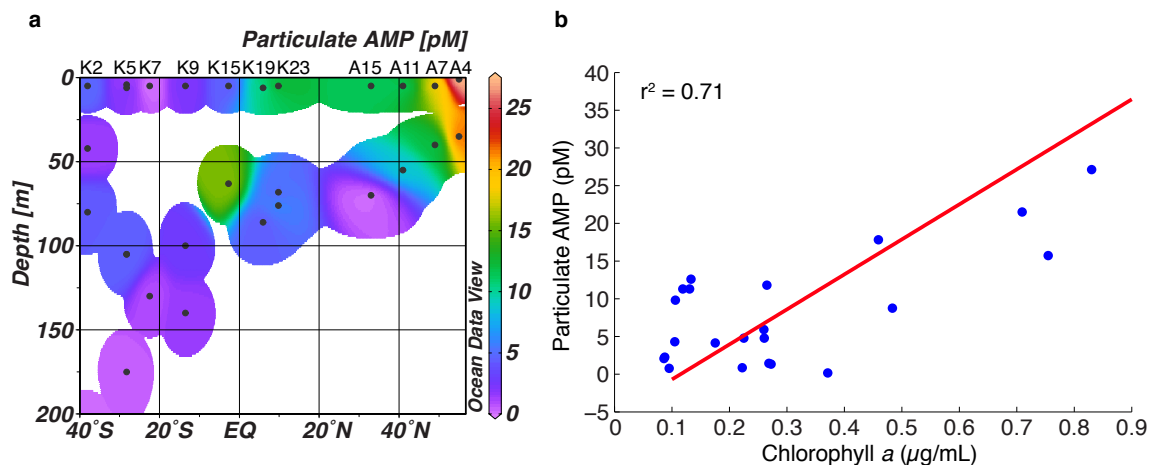 a
Particulate AMP [pM]
K2 K5 K7 K9 K15 K19 K23 A15 A11 A7 A4
0
50
100
150
200
Depth [m]
40˚S 20˚S EQ 20˚N 40˚N
25
20
15
10
5
0
Ocean Data View
b
r² = 0.71
40
35
30
25
20
15
10
5
0
−5
Particulate AMP (pM)
0 0.1 0.2 0.3 0.4 0.5 0.6 0.7 0.8 0.9
Chlorophyll a (µg/mL)